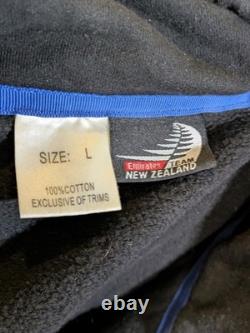 SIZE: L
100%COTTON
EXCLUSIVE OF TRIMS
Emirates TEAM
NEW ZEALAND